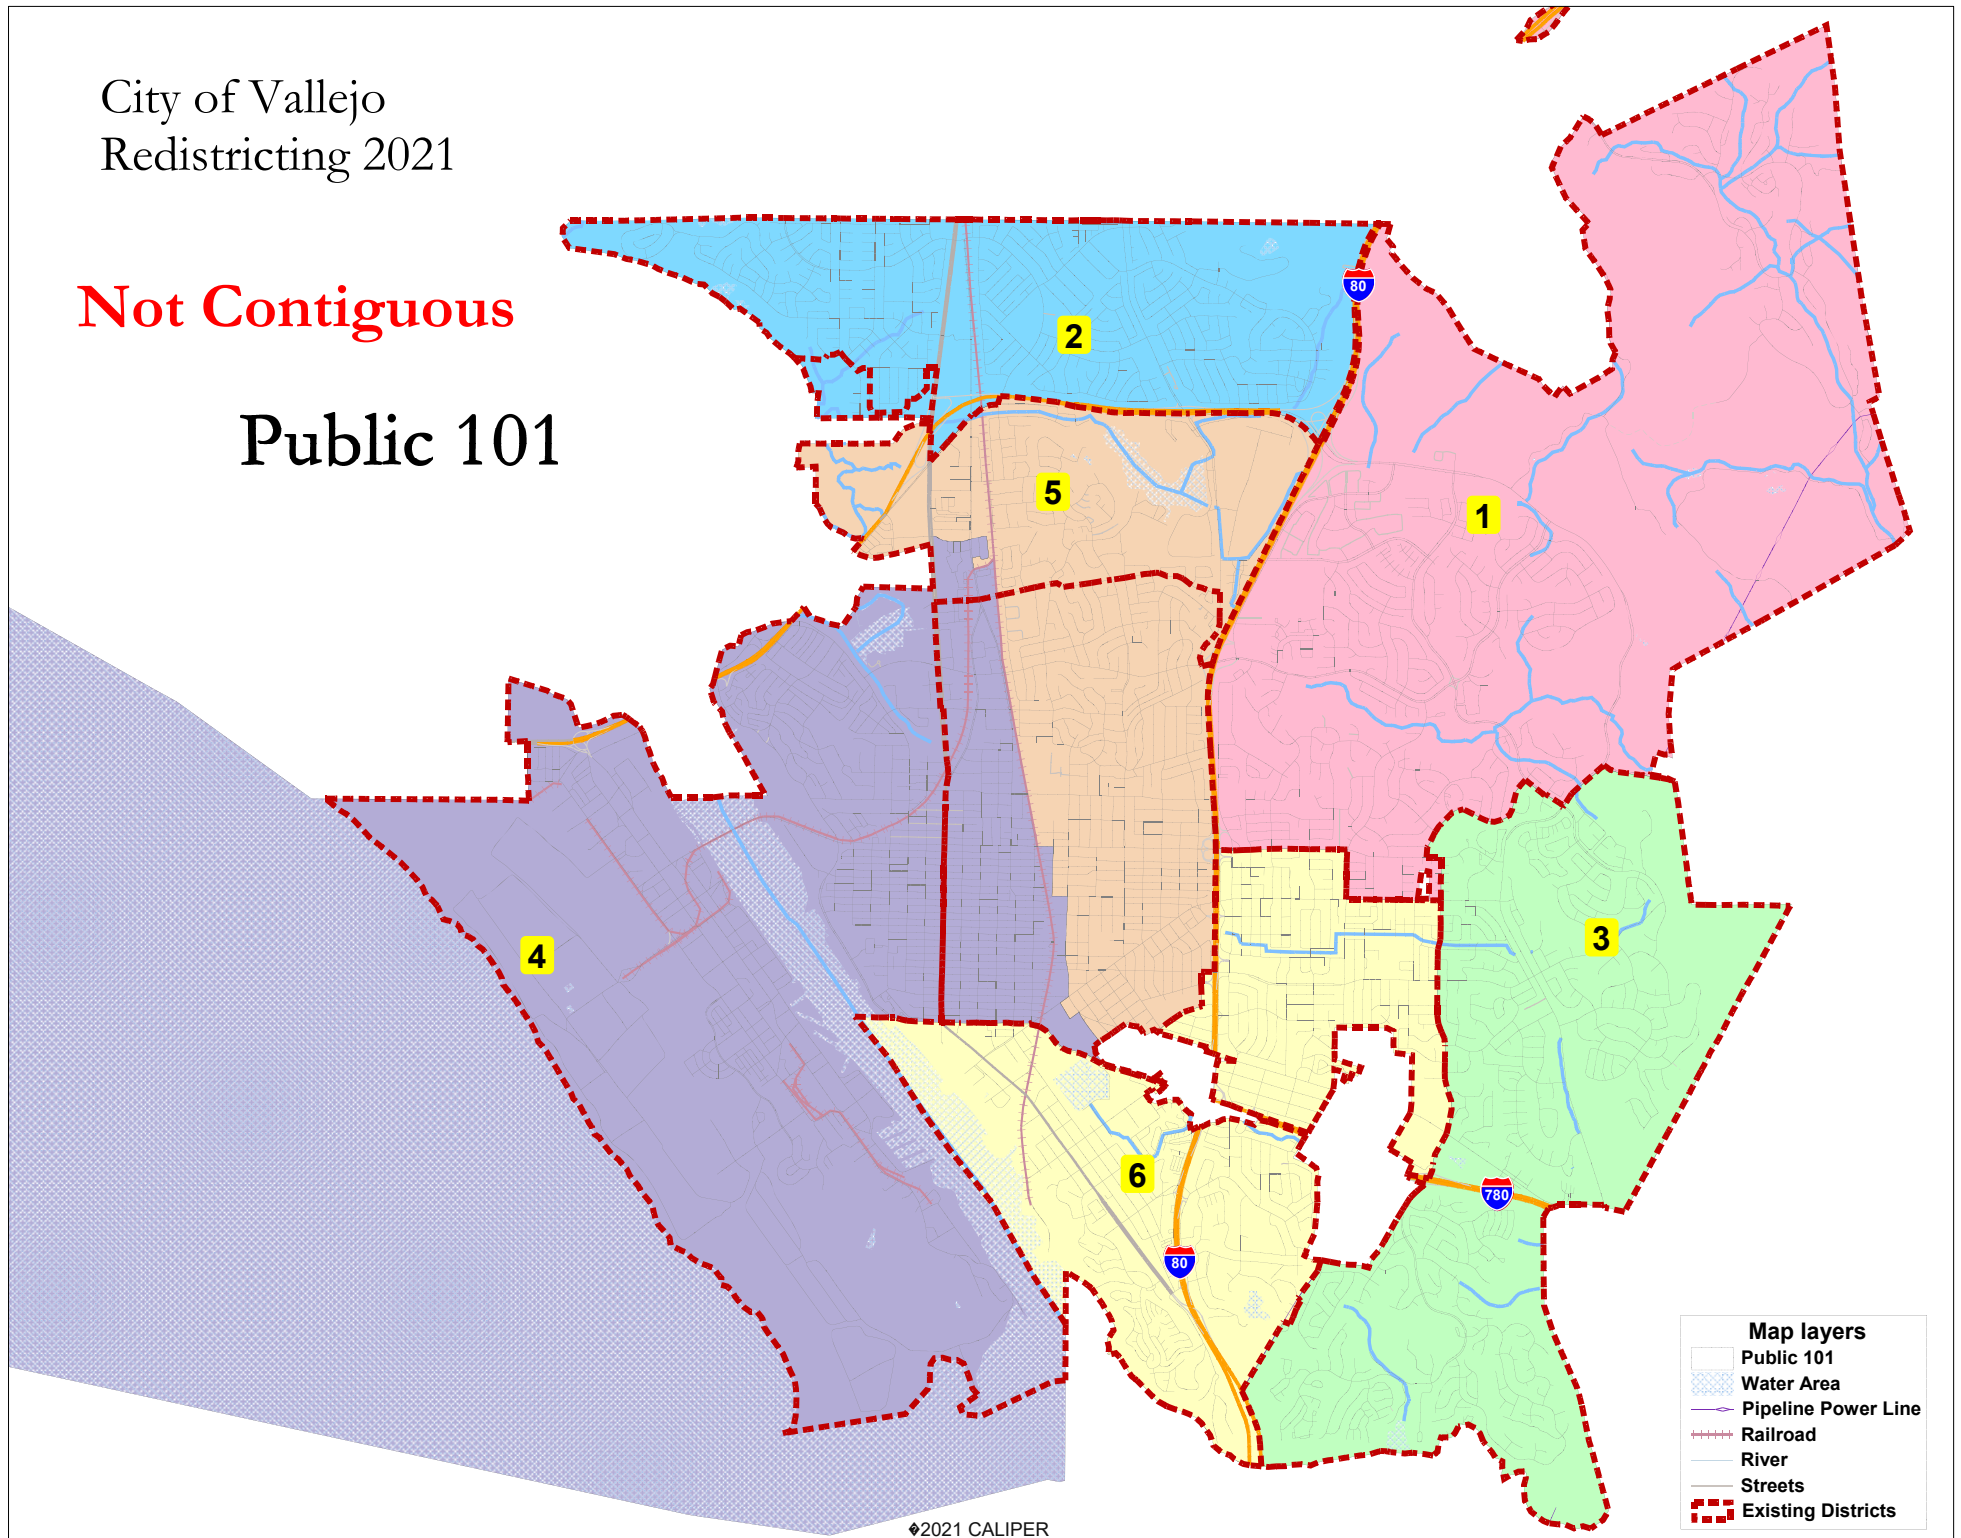 City of Vallejo
Redistricting 2021
Not Contiguous
Public 101
80
2
5
1
4
3
6
780
80
Map layers
Public 101
Water Area
Pipeline Power Line
Railroad
River
Streets
Existing Districts
�2021 CALIPER